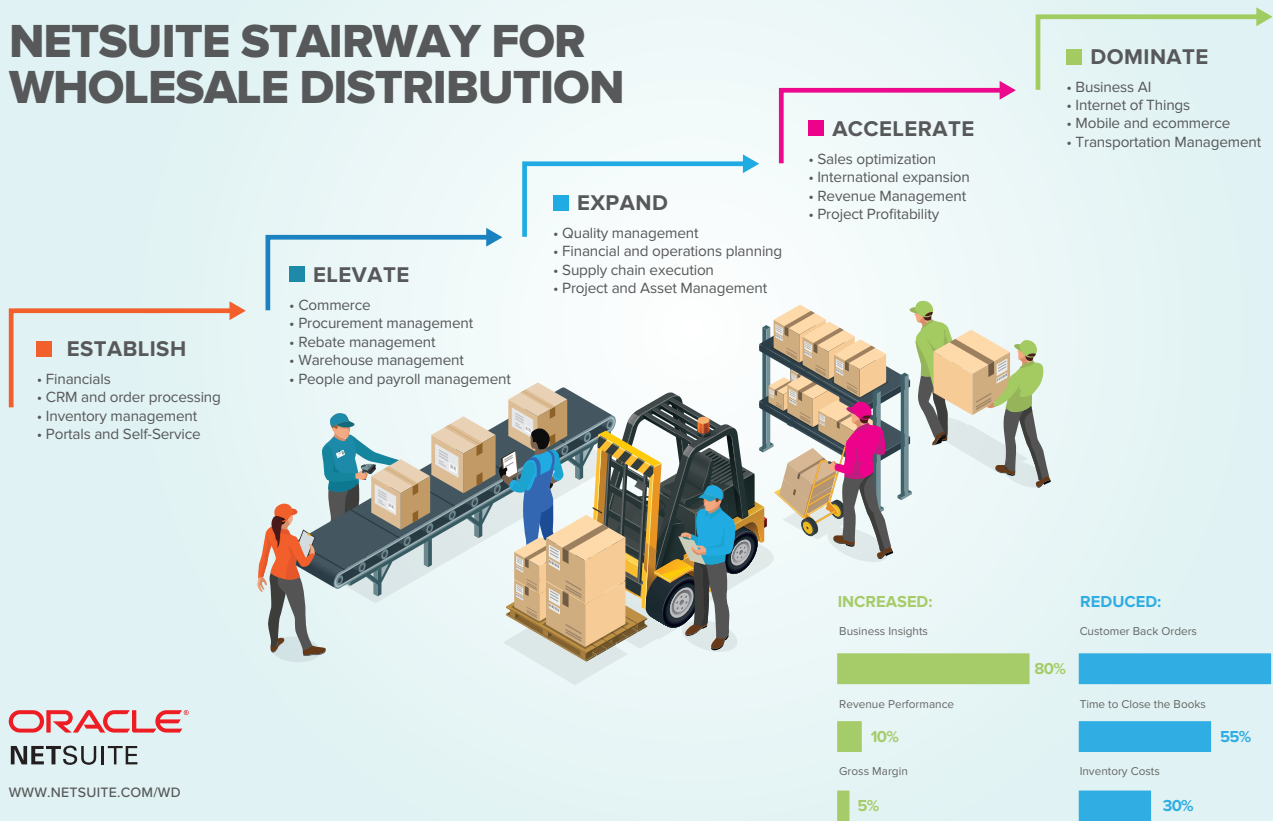 NETSUITE STAIRWAY FOR
WHOLESALE DISTRIBUTION
ESTABLISH
• Financials
• CRM and order processing
• Inventory management
• Portals and Self-Service
ELEVATE
• Commerce
• Procurement management
• Rebate management
• Warehouse management
• People and payroll management
EXPAND
• Quality management
• Financial and operations planning
• Supply chain execution
• Project and Asset Management
ACCELERATE
• Sales optimization
• International expansion
• Revenue Management
• Project Profitability
DOMINATE
• Business AI
• Internet of Things
• Mobile and ecommerce
• Transportation Management
INCREASED:
Business Insights
80%
Revenue Performance
10%
Gross Margin
5%
REDUCED:
Customer Back Orders
Time to Close the Books
55%
Inventory Costs
30%
ORACLE®
NETSUITE
WWW.NETSUITE.COM/WD